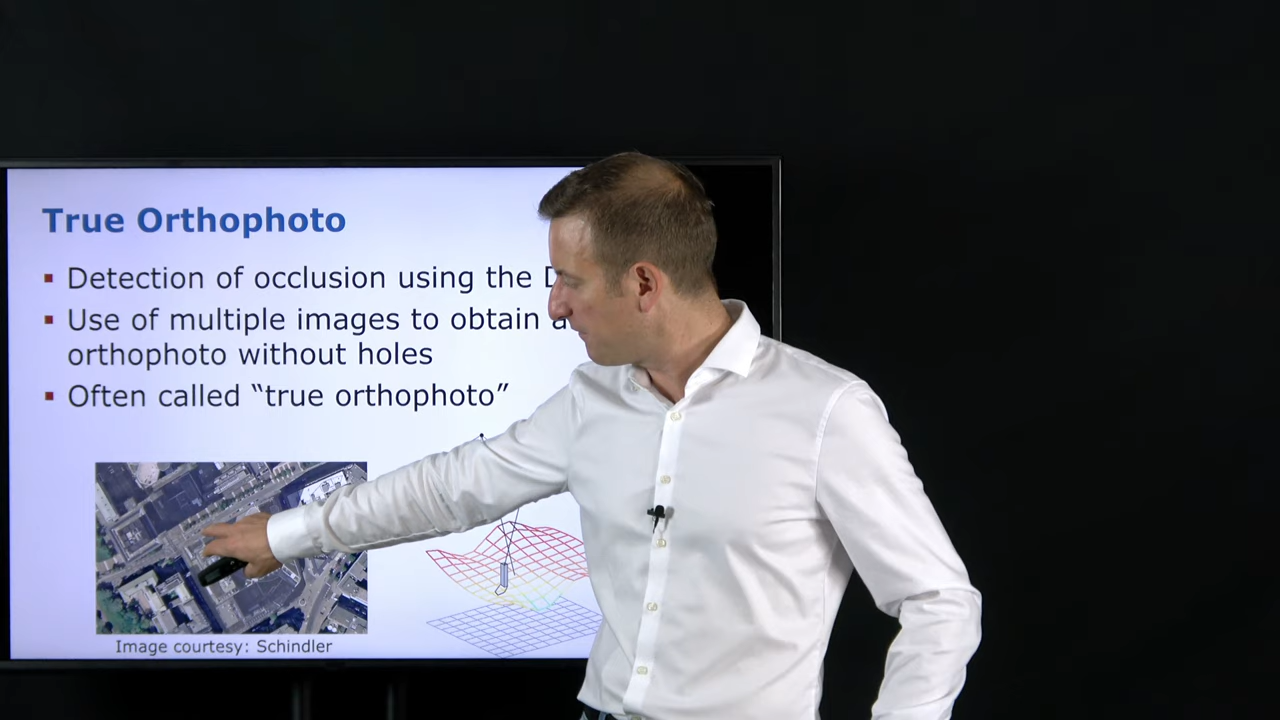 True Orthophoto
▪ Detection of occlusion using the
▪ Use of multiple images to obtain
orthophoto without holes
▪ Often called “true orthophoto”
Image courtesy: Schindler